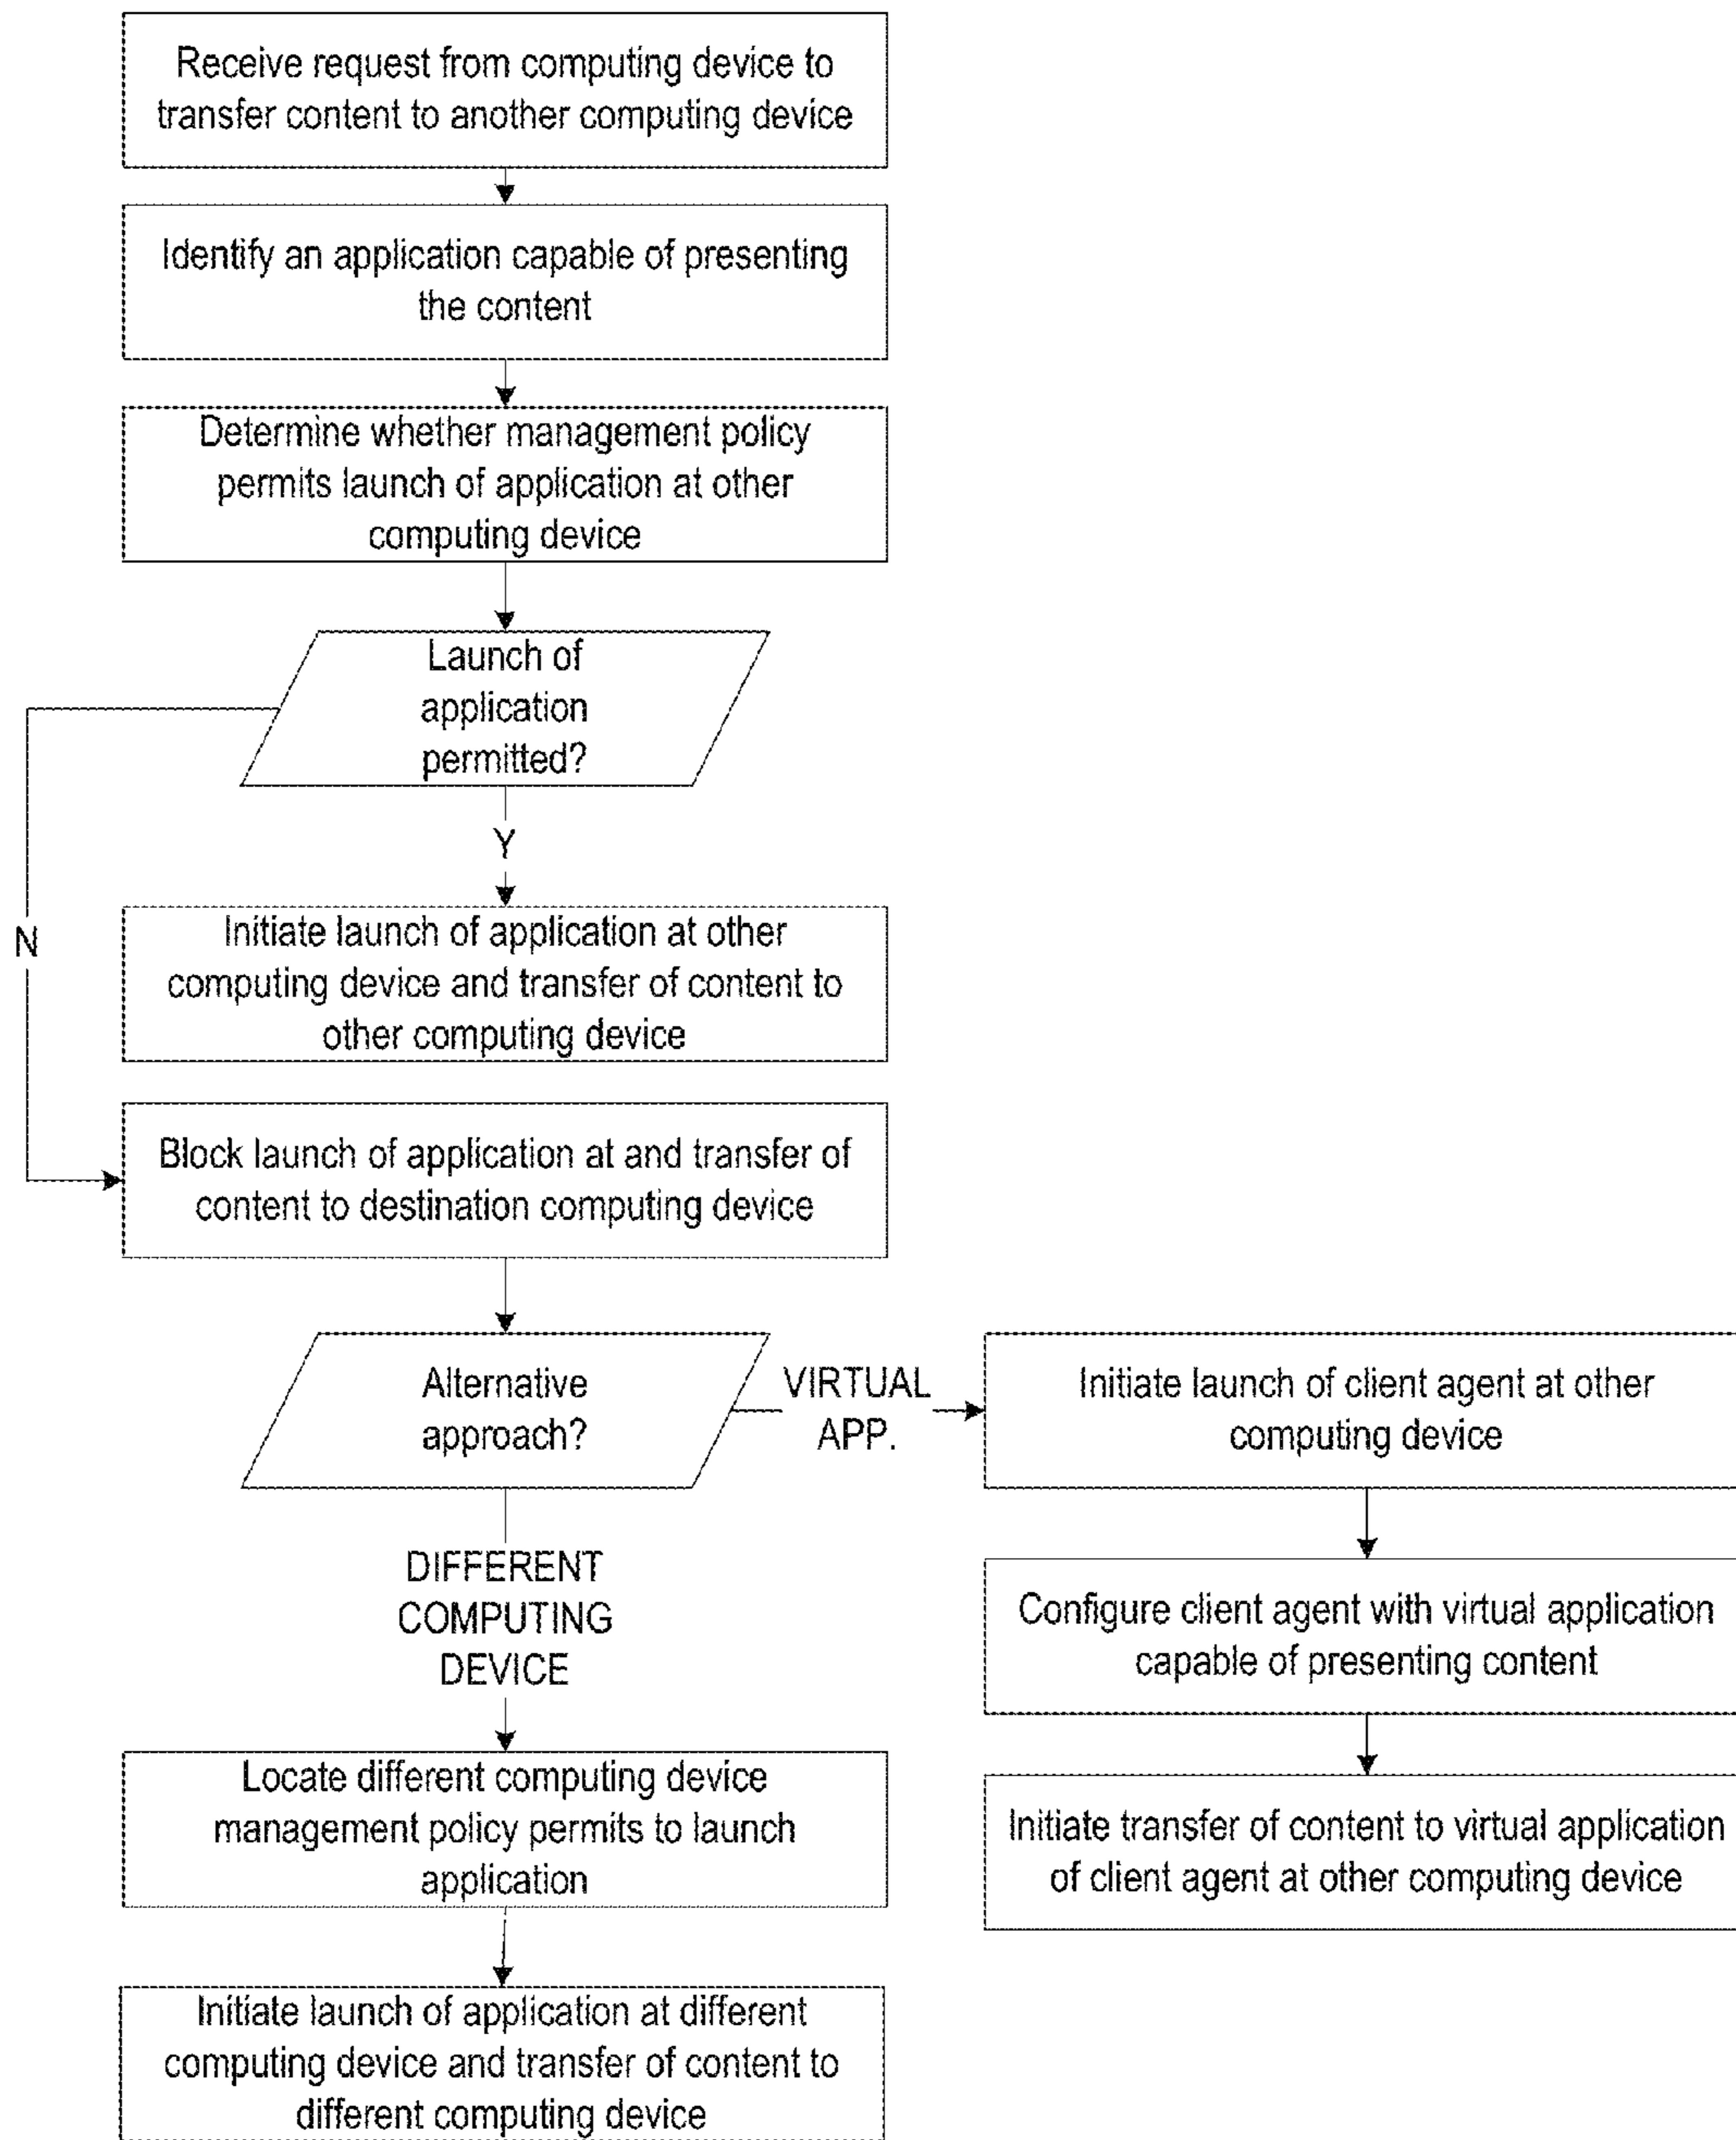 Receive request from computing device to
transfer content to another computing device
Identify an application capable of presenting
the content
Determine whether management policy
permits launch of application at other
computing device
Launch of
application
permitted?
Y
N
Initiate launch of application at other
computing device and transfer of content to
other computing device
Block launch of application at and transfer of
content to destination computing device
Alternative
approach?
VIRTUAL
APP.
Initiate launch of client agent at other
computing device
DIFFERENT
COMPUTING
DEVICE
Configure client agent with virtual application
capable of presenting content
Locate different computing device
management policy permits to launch
application
Initiate transfer of content to virtual application
of client agent at other computing device
Initiate launch of application at different
computing device and transfer of content to
different computing device